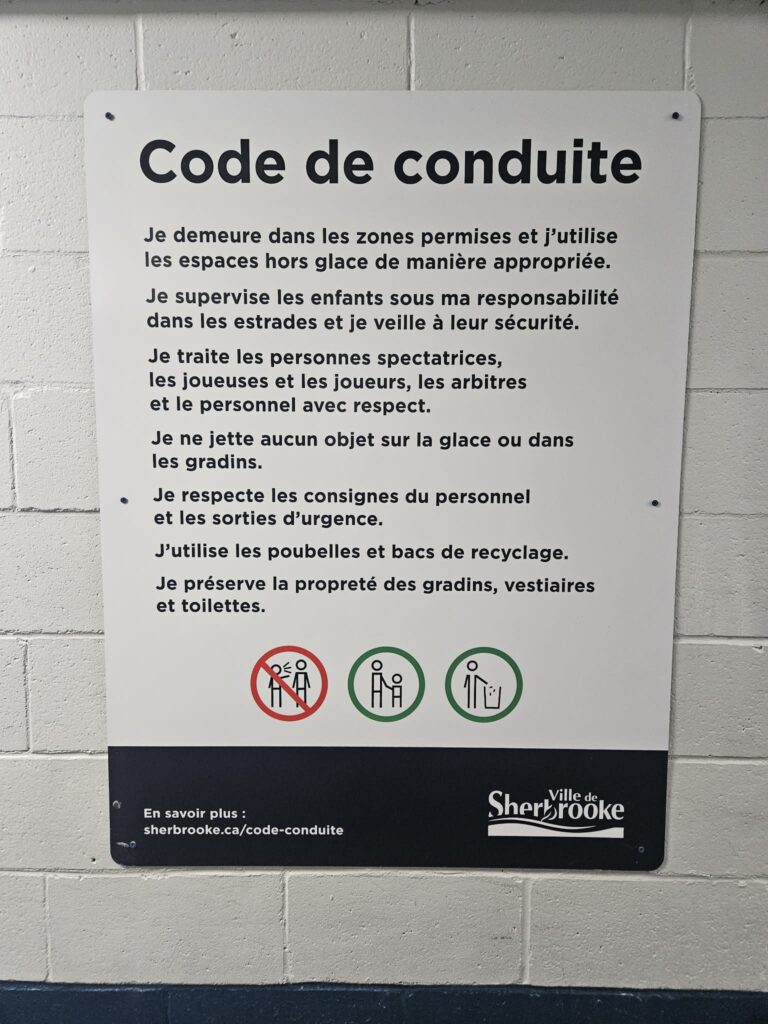 Code de conduite
Je demeure dans les zones permises et j'utilise
les espaces hors glace de manière appropriée.
Je supervise les enfants sous ma responsabilité
dans les estrades et je veille à leur sécurité.
Je traite les personnes spectatrices,
les joueuses et les joueurs, les arbitres
et le personnel avec respect.
Je ne jette aucun objet sur la glace ou dans
les gradins.
Je respecte les consignes du personnel
et les sorties d'urgence.
J'utilise les poubelles et bacs de recyclage.
Je préserve la propreté des gradins, vestiaires
et toilettes.
En savoir plus :
sherbrooke.ca/code-conduite
Ville de
Sherbrooke